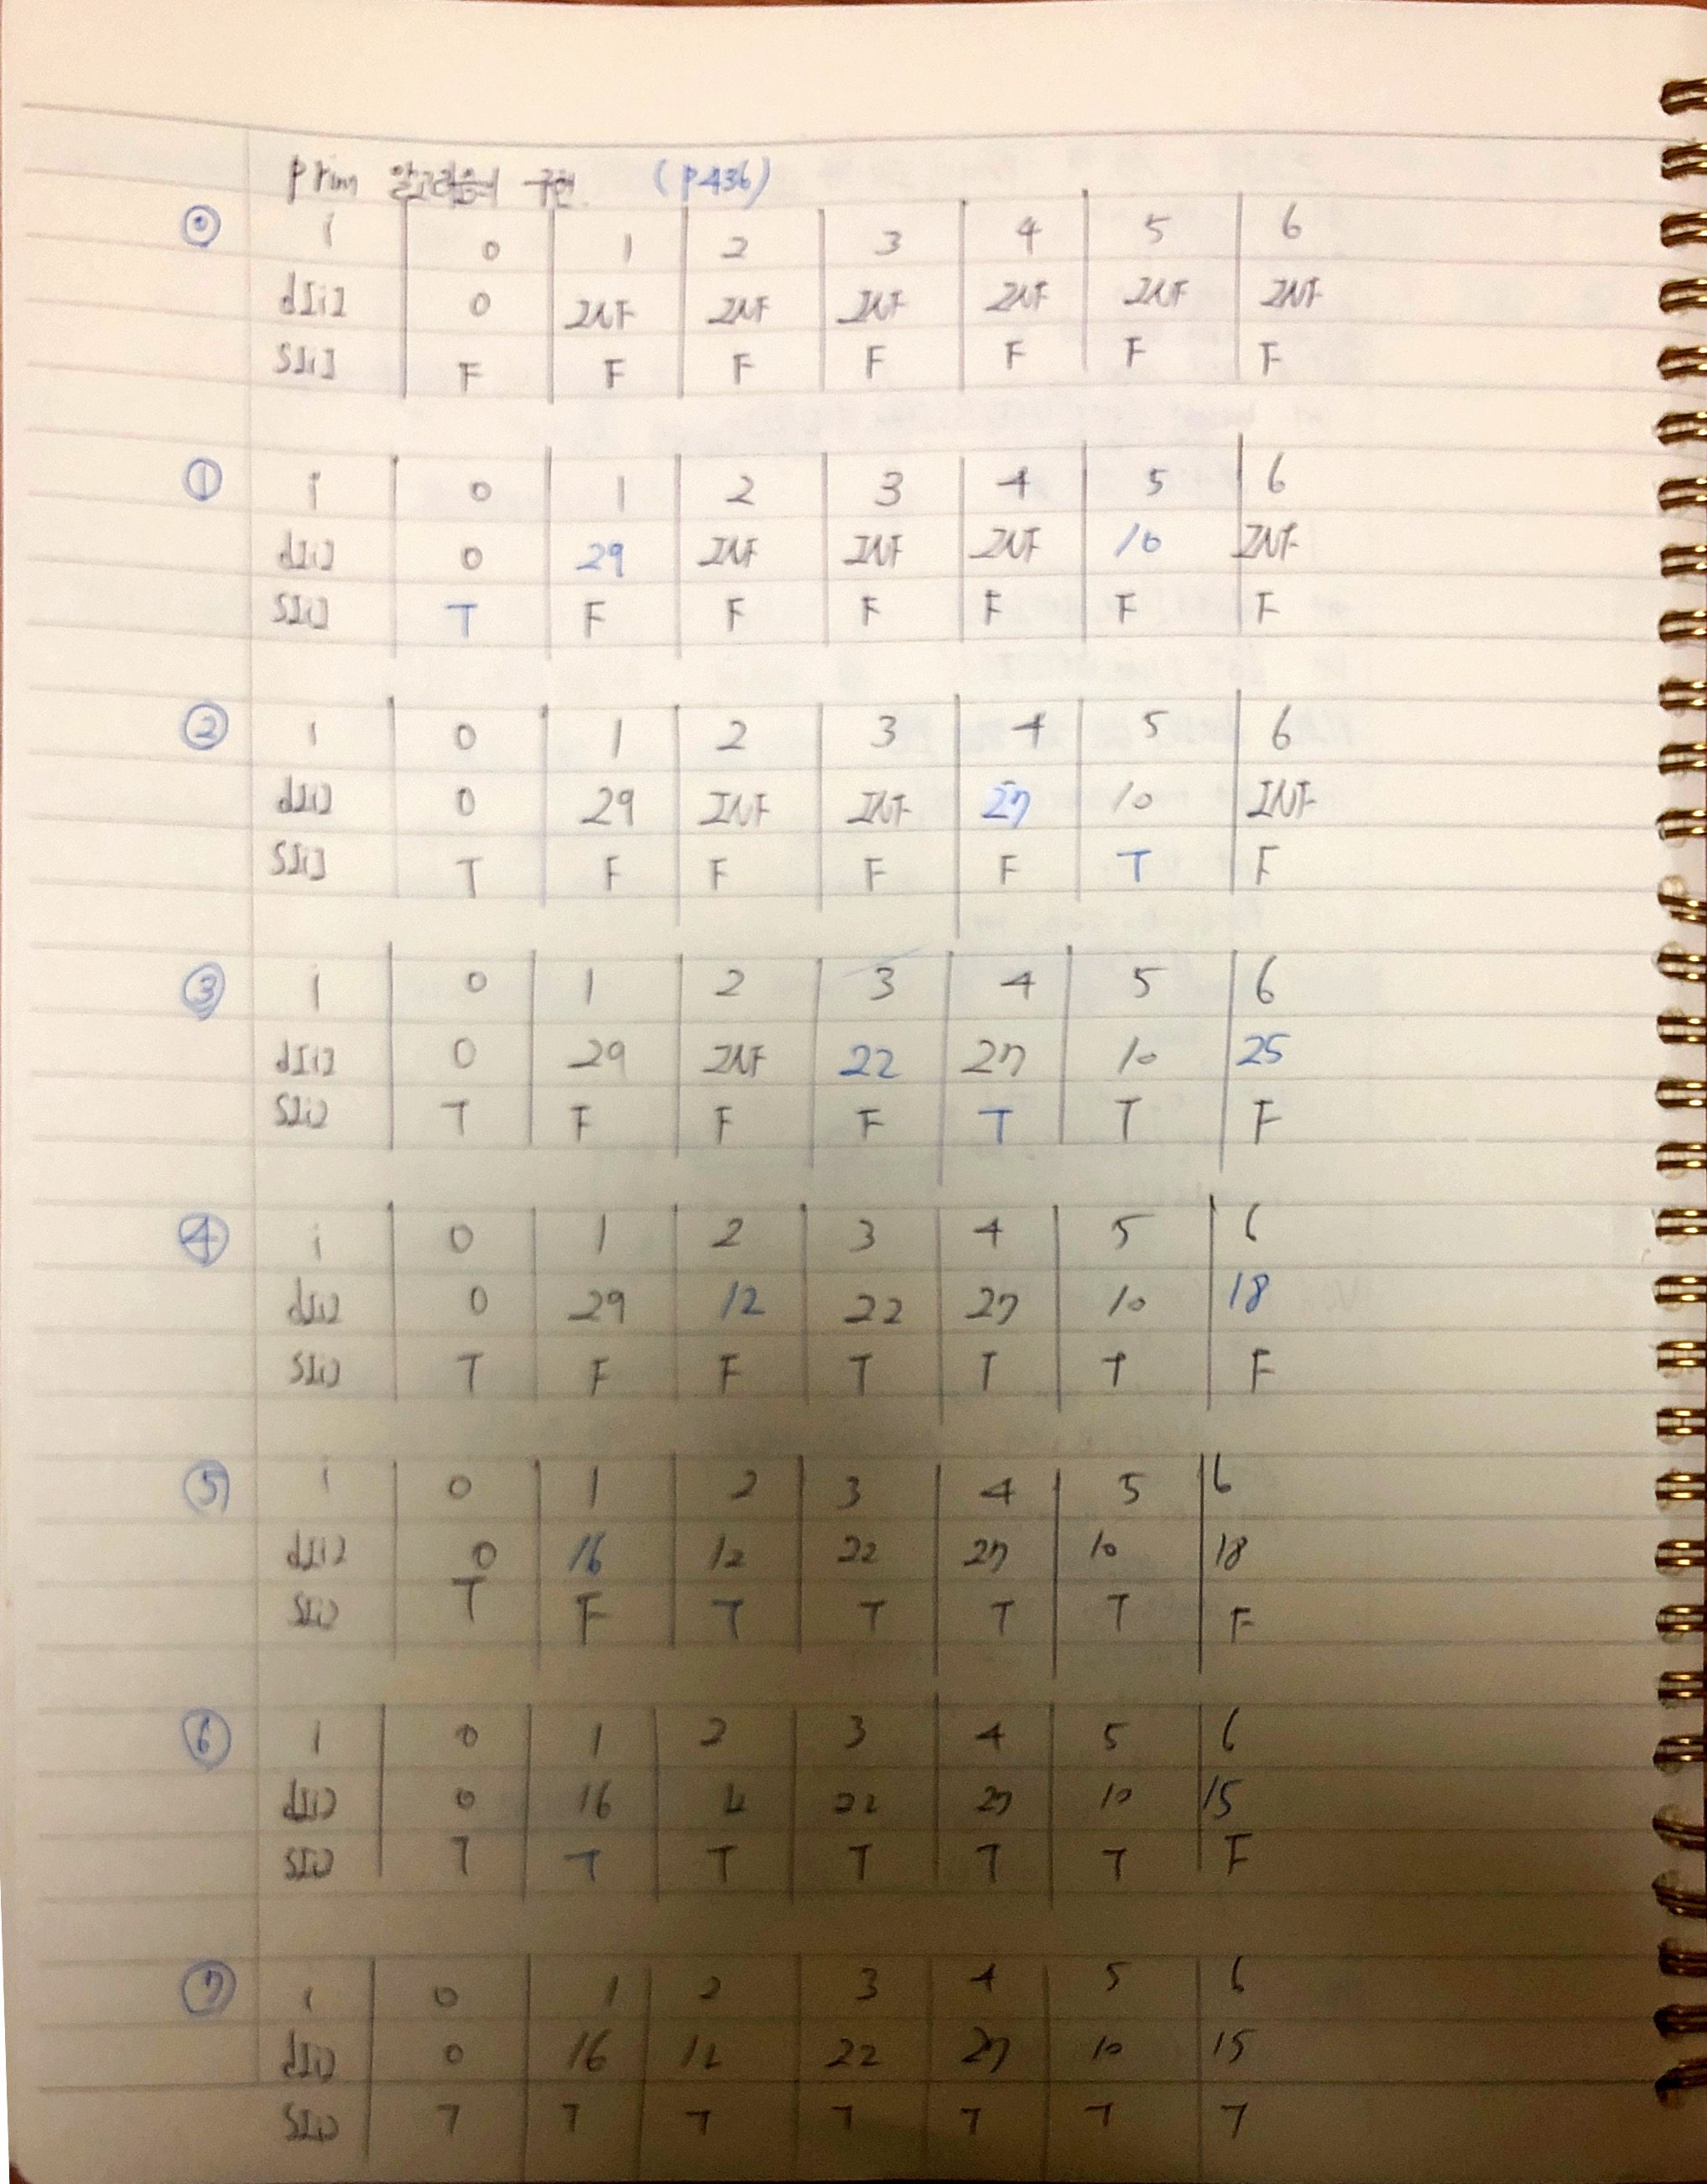 prim 알고리즘의 구현. (p436)
⓪ i 0 1 2 3 4 5 6
d[i] 0 INF INF INF INF INF INF
S[i] F F F F F F F
① i 0 1 2 3 4 5 6
d[i] 0 29 INF INF INF 10 INF
S[i] T F F F F F F
② i 0 1 2 3 4 5 6
d[i] 0 29 INF INF 27 10 INF
S[i] T F F F F T F
③ i 0 1 2 3 4 5 6
d[i] 0 29 INF 22 27 10 25
S[i] T F F F T T F
④ i 0 1 2 3 4 5 6
d[i] 0 29 12 22 27 10 18
S[i] T F F T T T F
⑤ i 0 1 2 3 4 5 6
d[i] 0 16 12 22 27 10 18
S[i] T F T T T T F
⑥ i 0 1 2 3 4 5 6
d[i] 0 16 12 22 27 10 15
S[i] T T T T T T F
⑦ i 0 1 2 3 4 5 6
d[i] 0 16 12 22 27 10 15
S[i] T T T T T T T